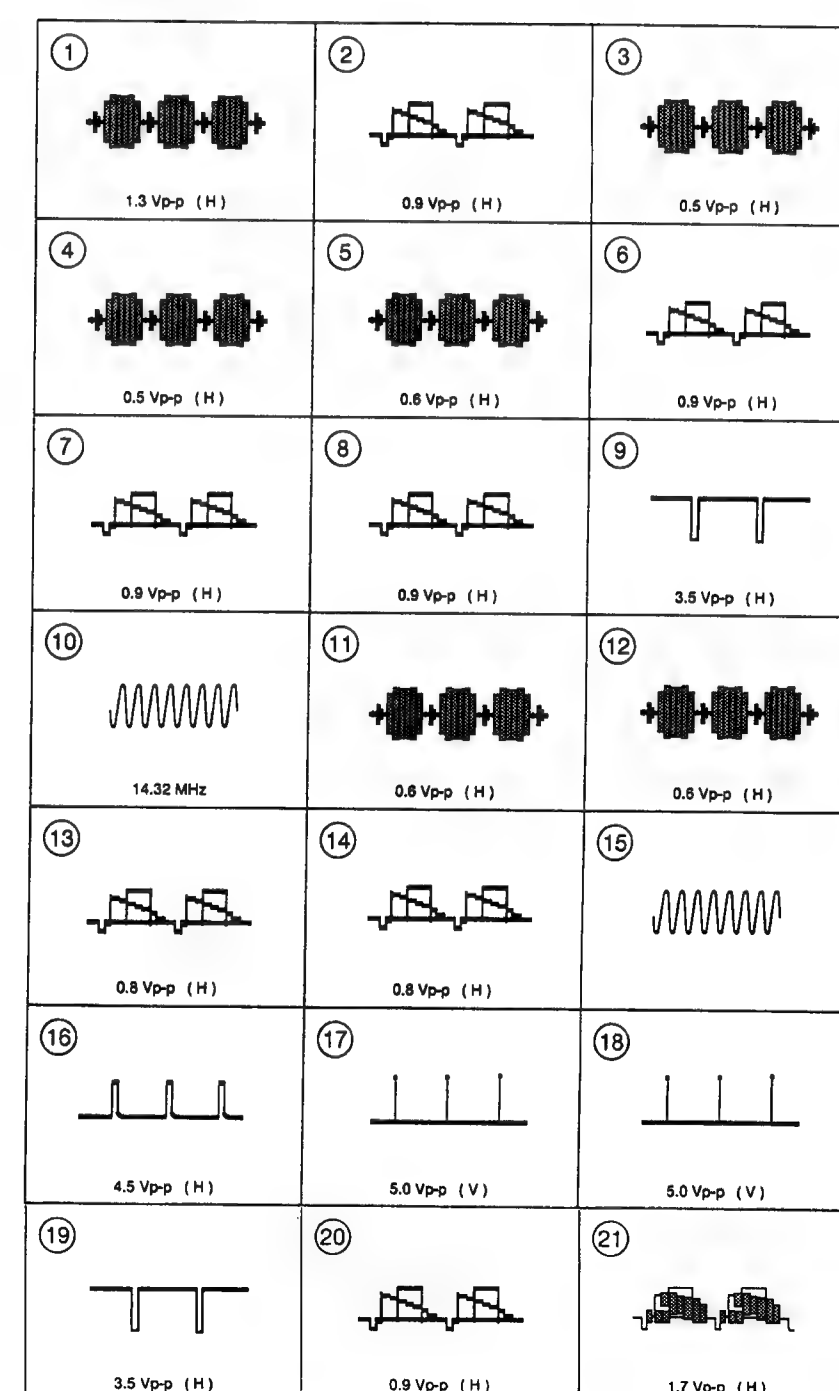 1 2 3
1.3 Vp-p (H) 0.9 Vp-p (H) 0.5 Vp-p (H)
4 5 6
0.5 Vp-p (H) 0.6 Vp-p (H) 0.9 Vp-p (H)
7 8 9
0.9 Vp-p (H) 0.9 Vp-p (H) 3.5 Vp-p (H)
10 11 12
14.32 MHz 0.6 Vp-p (H) 0.6 Vp-p (H)
13 14 15
0.8 Vp-p (H) 0.8 Vp-p (H)
16 17 18
4.5 Vp-p (H) 5.0 Vp-p (V) 5.0 Vp-p (V)
19 20 21
3.5 Vp-p (H) 0.9 Vp-p (H) 1.7 Vp-p (H)